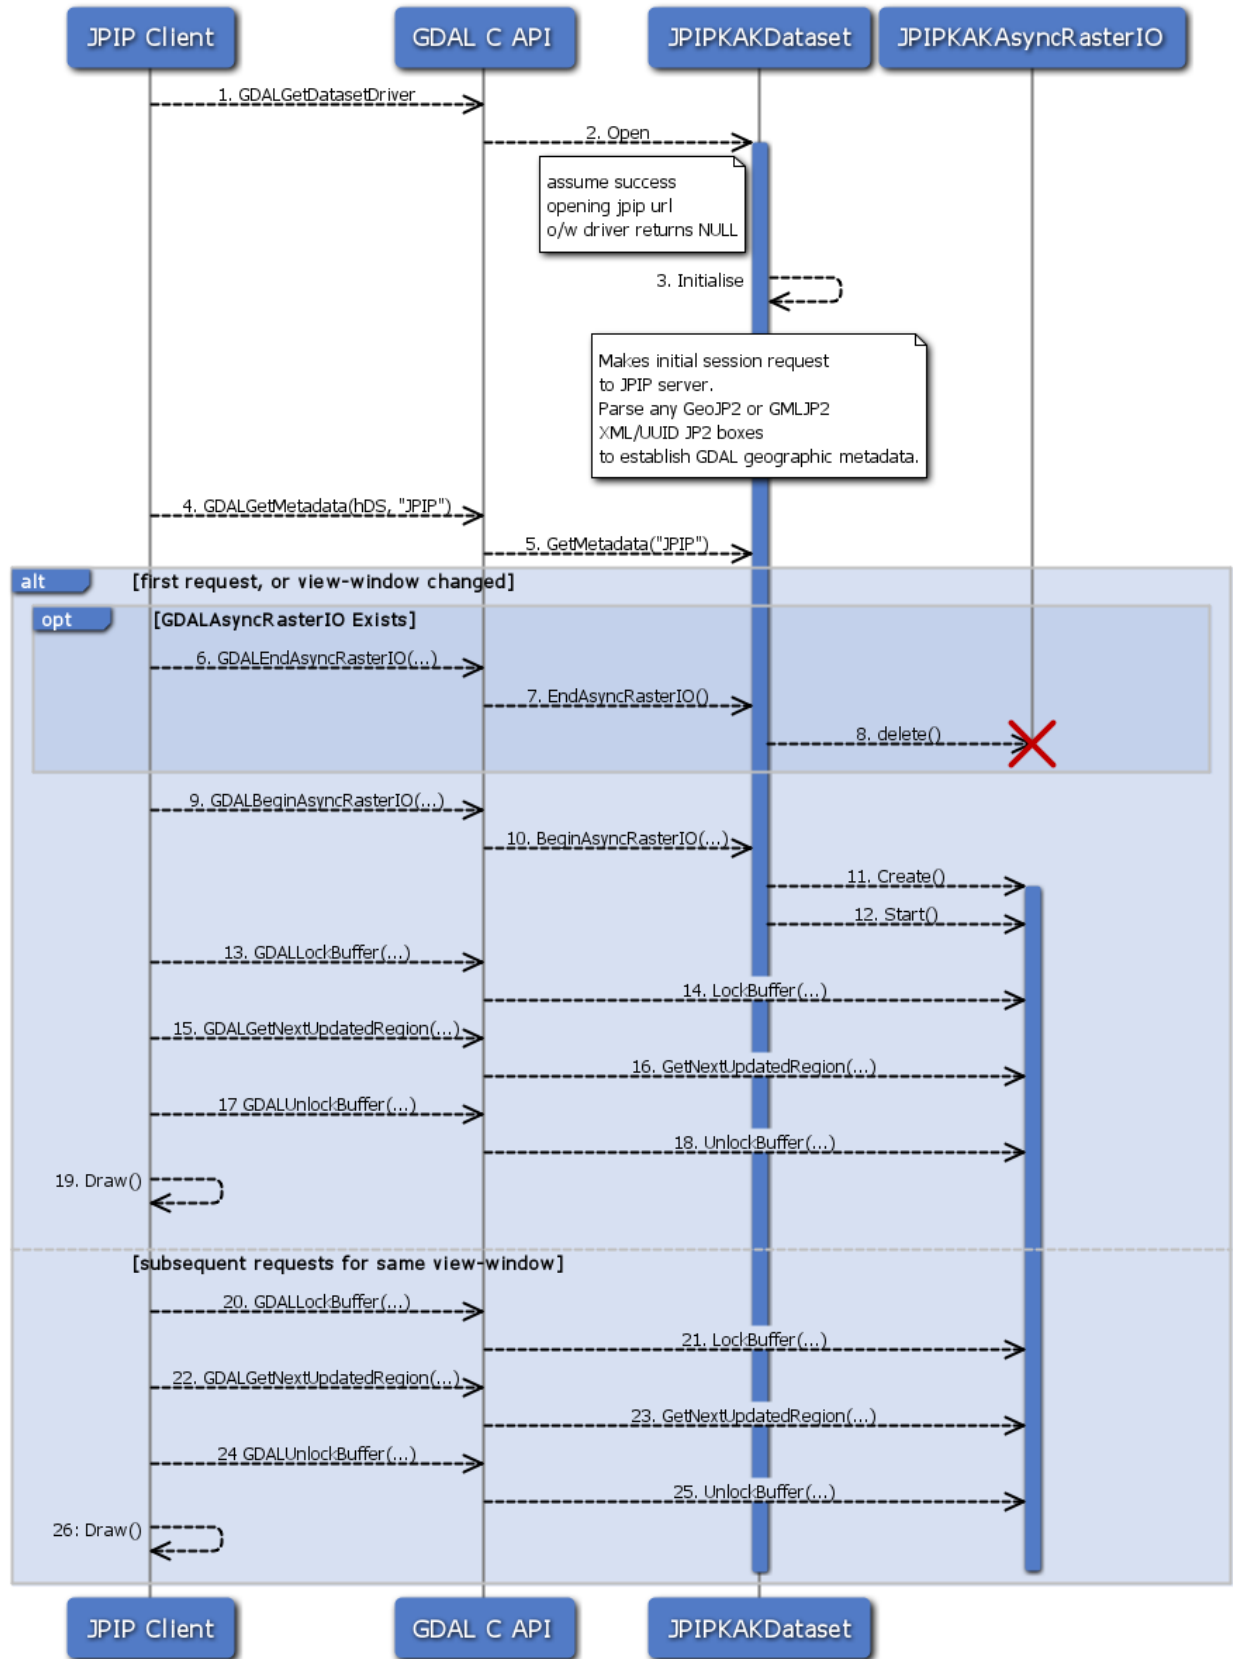 JPIP Client
GDAL C API
JPIPKAKDataset
JPIPKAKAsyncRasterIO
1. GDALGetDatasetDriver
2. Open
assume success
opening jpip url
o/w driver returns NULL
3. Initialise
Makes initial session request
to JPIP server.
Parse any GeoJP2 or GMLJP2
XML/UUID JP2 boxes
to establish GDAL geographic metadata.
4. GDALGetMetadata(hDS, "JPIP")
5. GetMetadata("JPIP")
alt [first request, or view-window changed]
opt [GDALAsyncRasterIO Exists]
6. GDALEndAsyncRasterIO(...)
7. EndAsyncRasterIO()
8. delete()
9. GDALBeginAsyncRasterIO(...)
10. BeginAsyncRasterIO(...)
11. Create()
12. Start()
13. GDALLockBuffer(...)
14. LockBuffer(...)
15. GDALGetNextUpdatedRegion(...)
16. GetNextUpdatedRegion(...)
17 GDALUnlockBuffer(...)
18. UnlockBuffer(...)
19. Draw()
[subsequent requests for same view-window]
20. GDALLockBuffer(...)
21. LockBuffer(...)
22. GDALGetNextUpdatedRegion(...)
23. GetNextUpdatedRegion(...)
24 GDALUnlockBuffer(...)
25. UnlockBuffer(...)
26: Draw()
JPIP Client
GDAL C API
JPIPKAKDataset